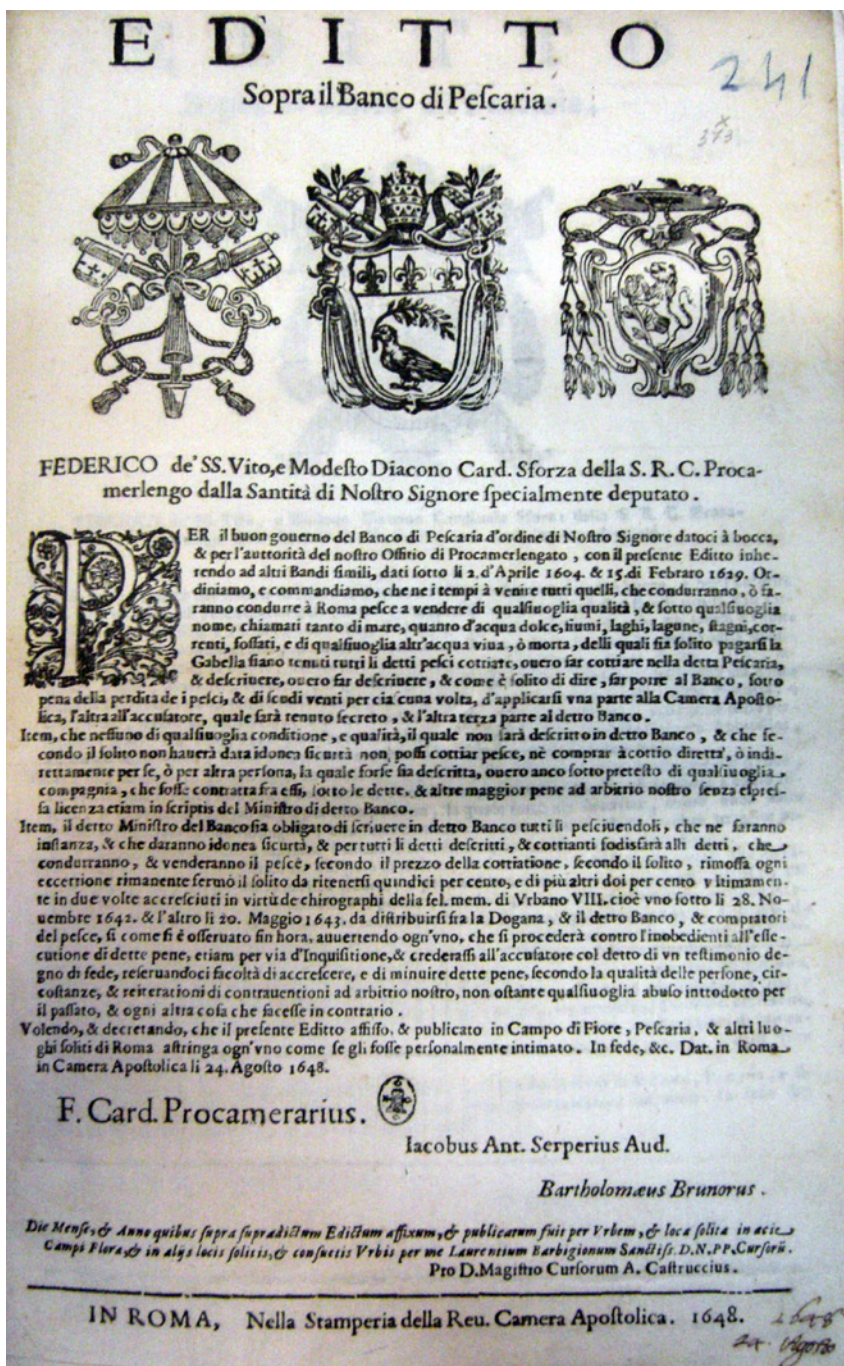 EDITTO
241
Sopra il Banco di Peſcaria.
373
FEDERICO de' SS. Vito, e Modeſto Diacono Card. Sforza della S. R. C. Proca-
merlengo dalla Santità di Noſtro Signore ſpecialmente deputato.
PER il buon gouerno del Banco di Peſcaria d'ordine di Noſtro Signore datoci à bocca,
& per l'auttorità del noſtro Offitio di Procamerlengato, con il preſente Editto inhe-
rendo ad altri Bandi ſimili, dati ſotto li 2. d'Aprile 1604. & 15. di Febraro 1629. Or-
diniamo, e commandiamo, che ne i tempi à venire tutti quelli, che condurranno, ò fa-
ranno condurre à Roma peſce a vendere di qualſiuoglia qualità, & ſotto qualſiuoglia
nome, chiamati tanto di mare, quanto d'acqua dolce, fiumi, laghi, lagune, ſtagni, cor-
renti, foſſati, e di qualſiuoglia altr'acqua viua, ò morta, delli quali ſia ſolito pagarſi la
Gabella ſiano tenuti tutti li detti peſci cottiare, ouero far cottiare nella detta Peſcaria,
& deſcriuere, ouero far deſcriuere, & come è ſolito di dire, far porre al Banco, ſotto
pena della perdita de i peſci, & di ſcudi venti per ciaſcuna volta, d'applicarſi vna parte alla Camera Apoſto-
lica, l'altra all'accuſatore, quale ſarà tenuto ſecreto, & l'altra terza parte al detto Banco.
Item, che neſſuno di qualſiuoglia conditione, e qualità, il quale non ſarà deſcritto in detto Banco, & che ſe-
condo il ſolito non hauerà data idonea ſicurtà non poſſi cottiar peſce, nè comprar à cottio diretta, ò indi-
rettamente per ſe, ò per altra perſona, la quale forſe ſia deſcritta, ouero anco ſotto preteſto di qualſiuoglia
compagnia, che foſſe contratta fra eſſi, ſotto le dette. & altre maggior pene ad arbitrio noſtro ſenza eſpreſ-
ſa licenza etiam in ſcriptis del Miniſtro di detto Banco.
Item, il detto Miniſtro del Banco ſia obligato di ſcriuere in detto Banco tutti li peſciuendoli, che ne faranno
inſtanza, & che daranno idonea ſicurtà, & per tutti li detti deſcritti, & cottianti ſodisfarà alli detti, che
condurranno, & venderanno il peſce, ſecondo il prezzo della cottiatione, ſecondo il ſolito, rimoſſa ogni
eccettione rimanente fermo il ſolito da ritenerſi quindici per cento, e di più altri doi per cento vltimamen-
te in due volte accreſciuti in virtù de chirographi della fel. mem. di Vrbano VIII. cioè vno ſotto li 28. No-
uembre 1642. & l'altro li 20. Maggio 1643. da diſtribuirſi fra la Dogana, & il detto Banco, & compratori
del peſce, ſi come ſi è oſſeruato fin hora, auuertendo ogn'vno, che ſi procederà contro l'inobedienti all'eſſe-
cutione di dette pene, etiam per via d'Inquiſitione, & crederaſſi all'accuſatore col detto di vn teſtimonio de-
gno di fede, reſeruandoci facoltà di accreſcere, e di minuire dette pene, ſecondo la qualità delle perſone, cir-
coſtanze, & reiterationi di contrauentioni ad arbitrio noſtro, non oſtante qualſiuoglia abuſo introdotto per
il paſſato, & ogni altra coſa che faceſſe in contrario.
Volendo, & decretando, che il preſente Editto affiſſo. & publicato in Campo di Fiore, Peſcaria, & altri luo-
ghi ſoliti di Roma aſtringa ogn'vno come ſe gli foſſe perſonalmente intimato. In fede, &c. Dat. in Roma
in Camera Apoſtolica li 24. Agoſto 1648.
F. Card. Procamerarius.
Iacobus Ant. Serperius Aud.
Bartholomæus Brunorus.
Die Menſe, & Anno quibus ſupra ſupradictum Edictum affixum, & publicatum fuit per Vrbem, & loca ſolita in acie
Campi Flora, & in alijs locis ſolitis, & conſuetis Vrbis per me Laurentium Barbigionum Sanctiſs. D.N.PP. Curſorū.
Pro D. Magiſtro Curſorum A. Caſtruccius.
IN ROMA, Nella Stamperia della Reu. Camera Apoſtolica. 1648.
1648
24. Agosto